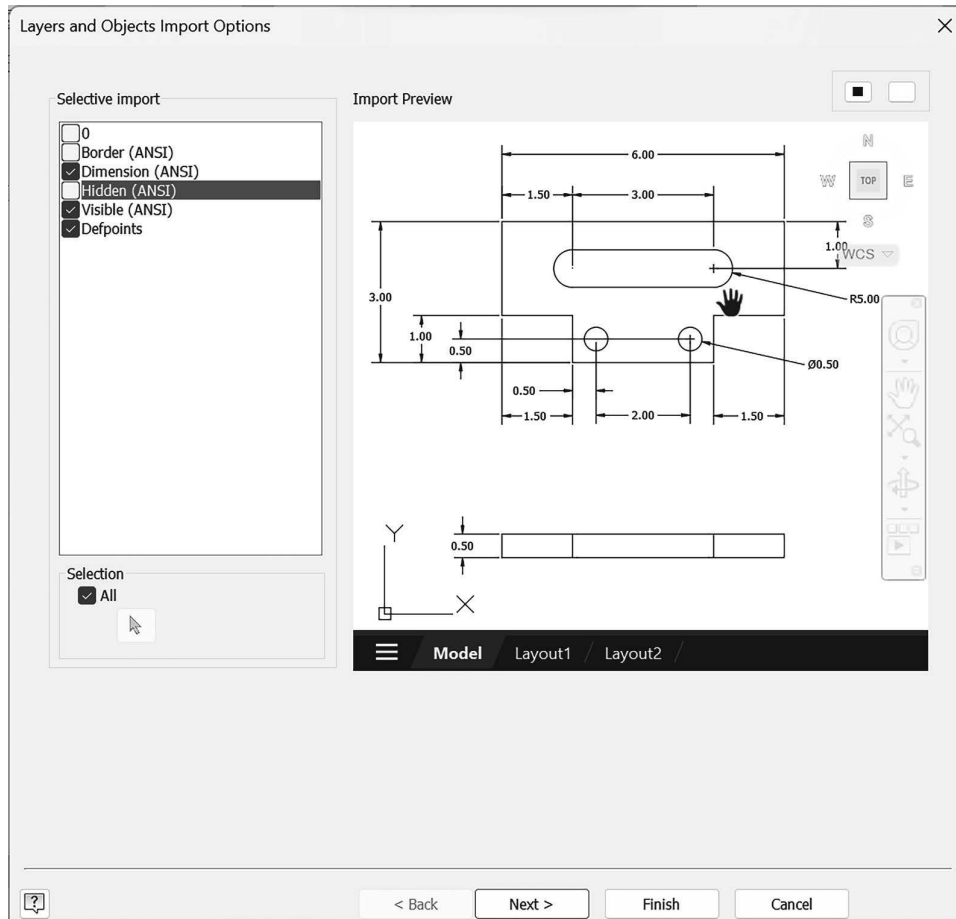 Layers and Objects Import Options
Selective import
Import Preview
0
Border (ANSI)
Dimension (ANSI)
Hidden (ANSI)
Visible (ANSI)
Defpoints
Selection
All
6.00
1.50
3.00
N
W
TOP
E
S
1.00
WCS
3.00
R5.00
1.00
0.50
Ø0.50
0.50
1.50
2.00
1.50
Y
0.50
X
Model
Layout1
Layout2
?
< Back
Next >
Finish
Cancel